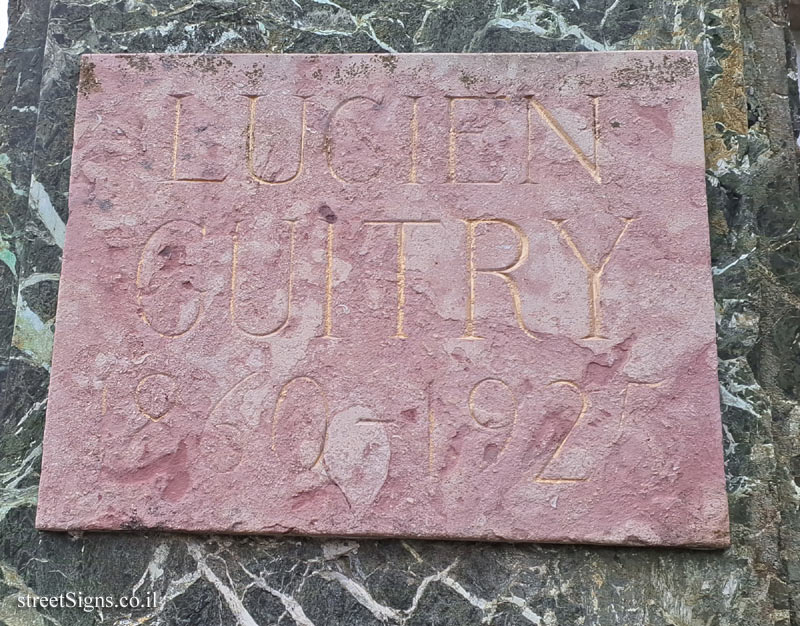 LUCIEN
GUITRY
1860-1925
streetSigns.co.il